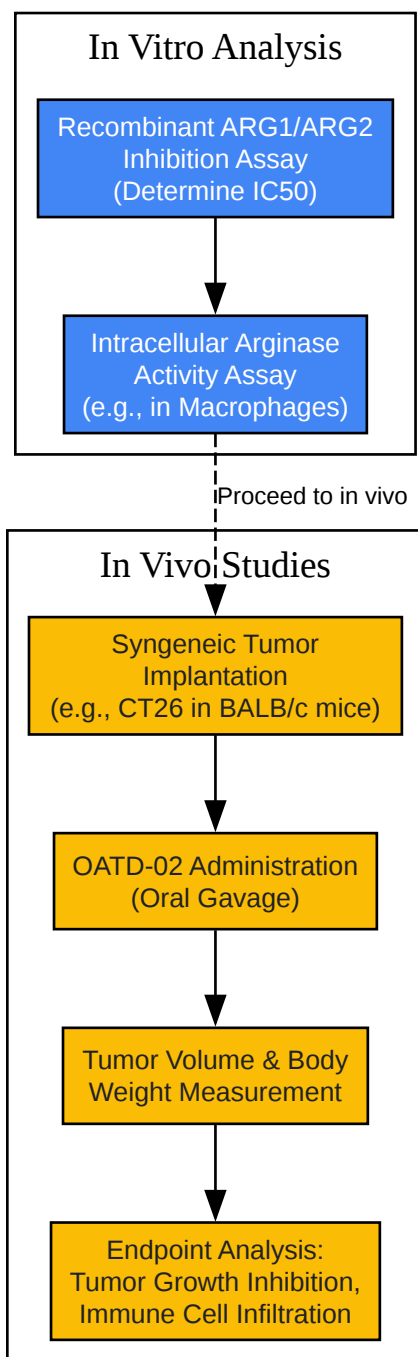 In Vitro Analysis
Recombinant ARG1/ARG2
Inhibition Assay
(Determine IC50)
Intracellular Arginase
Activity Assay
(e.g., in Macrophages)
Proceed to in vivo
In Vivo Studies
Syngeneic Tumor
Implantation
(e.g., CT26 in BALB/c mice)
OATD-02 Administration
(Oral Gavage)
Tumor Volume & Body
Weight Measurement
Endpoint Analysis:
Tumor Growth Inhibition,
Immune Cell Infiltration